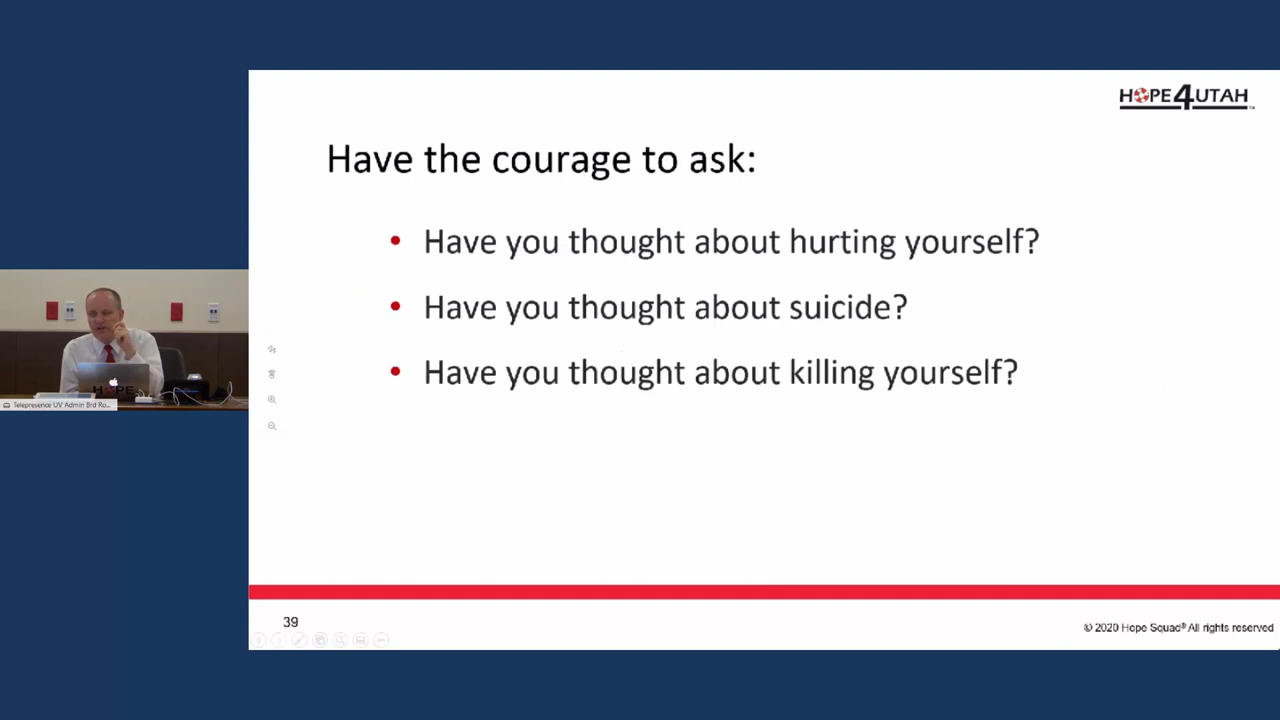 HOPE4UTAH
Have the courage to ask:
• Have you thought about hurting yourself?
• Have you thought about suicide?
• Have you thought about killing yourself?
HOPE
Telepresence UV Admin Brd Ro...
39
© 2020 Hope Squad® All rights reserved